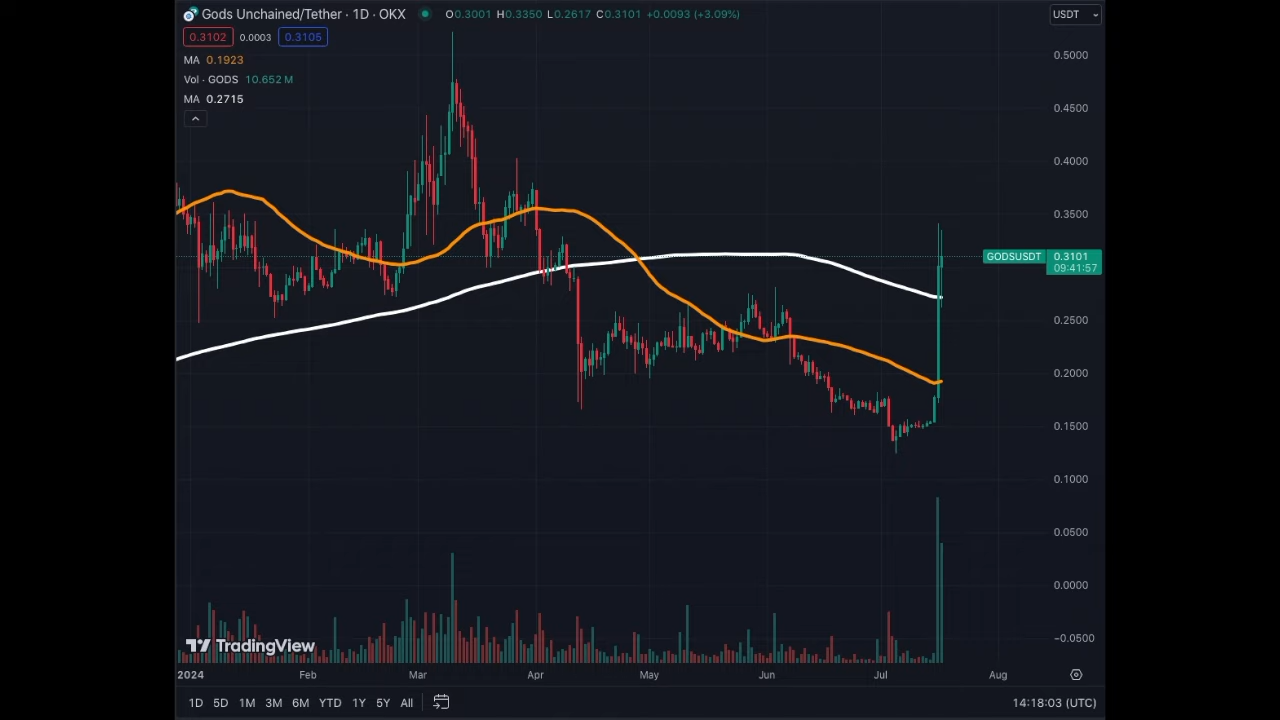 Gods Unchained/Tether · 1D · OKX O0.3001 H0.3350 L0.2617 C0.3101 +0.0093 (+3.09%) USDT
0.3102 0.0003 0.3105
MA 0.1923
Vol · GODS 10.652 M
MA 0.2715
0.5000
0.4500
0.4000
0.3500
GODSUSDT 0.3101
09:41:57
0.2500
0.2000
0.1500
0.1000
0.0500
0.0000
−0.0500
TradingView
2024 Feb Mar Apr May Jun Jul Aug
1D 5D 1M 3M 6M YTD 1Y 5Y All 14:18:03 (UTC)